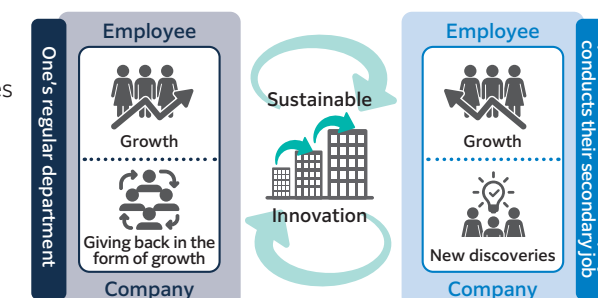 es
One's regular department
Employee
Growth
Giving back in the
form of growth
Company
Sustainable
Innovation
Employee
Growth
New discoveries
Company
conducts their secondary job